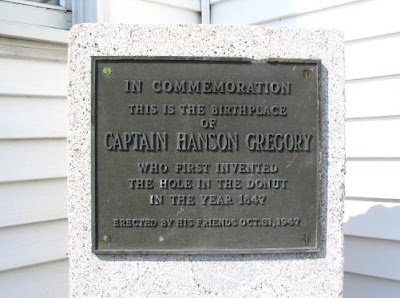 IN COMMEMORATION
THIS IS THE BIRTHPLACE
OF
CAPTAIN HANSON GREGORY
WHO FIRST INVENTED
THE HOLE IN THE DONUT
IN THE YEAR 1847
ERECTED BY HIS FRIENDS OCT. 31, 1947